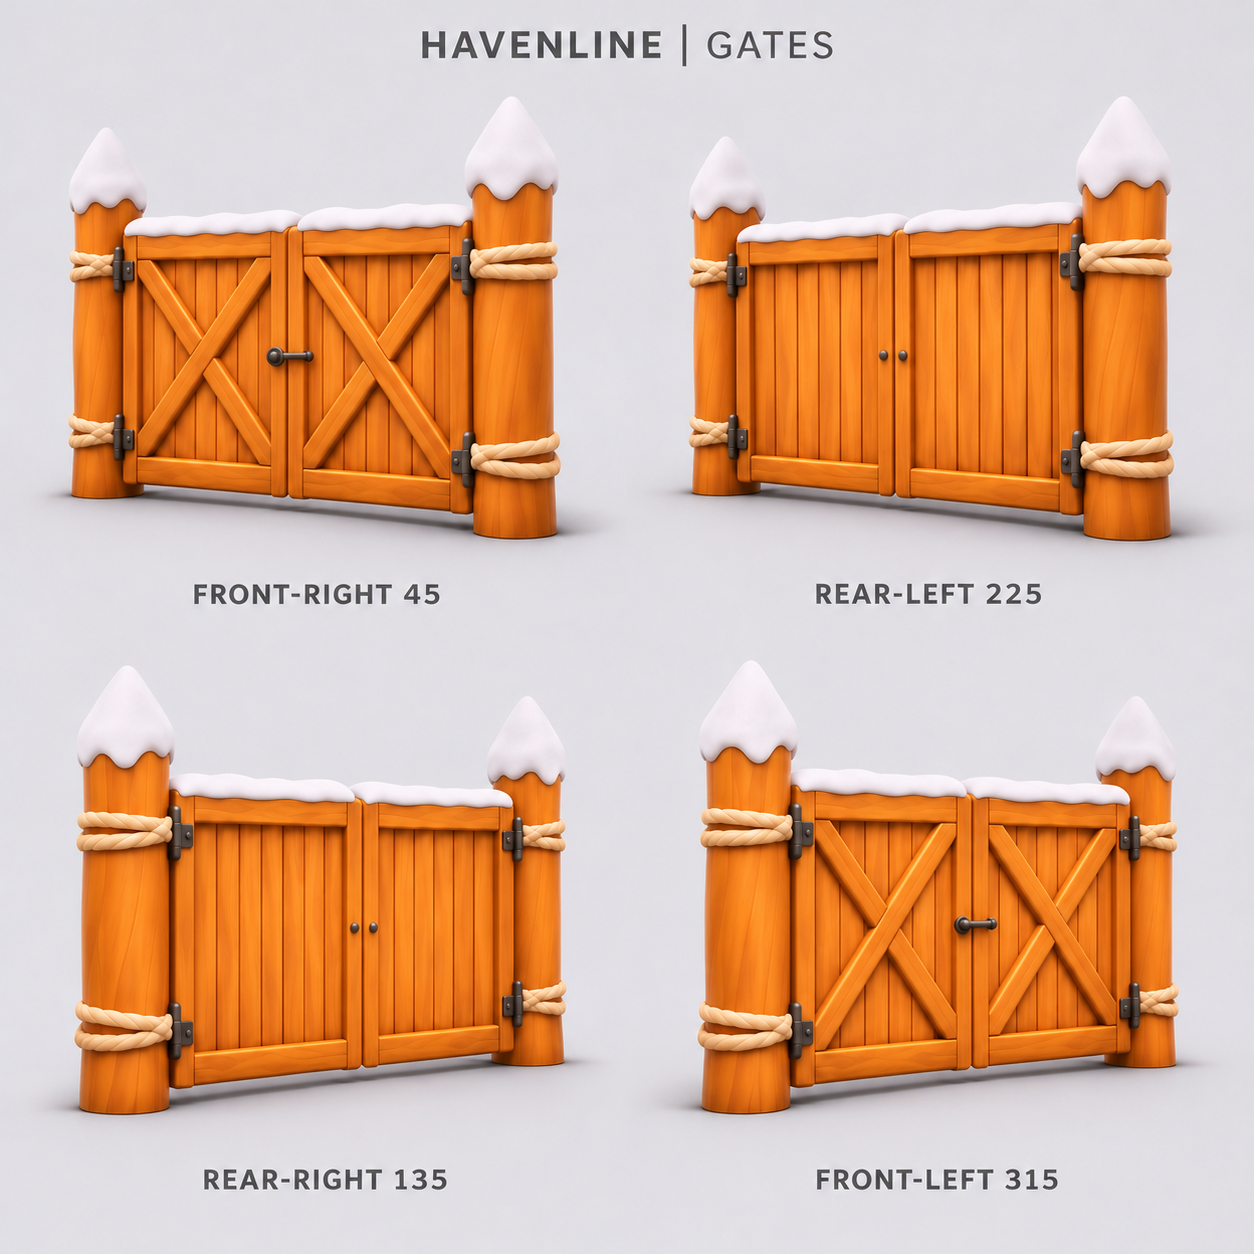 HAVENLINE | GATES
FRONT-RIGHT 45
REAR-LEFT 225
REAR-RIGHT 135
FRONT-LEFT 315